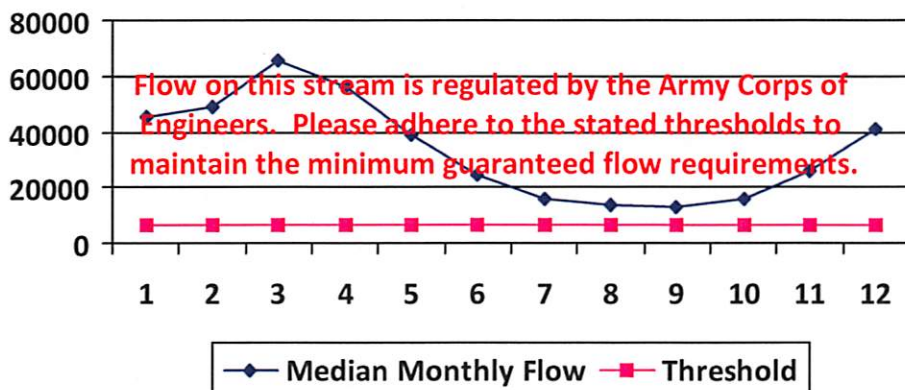 80000
60000
40000
20000
0
Flow on this stream is regulated by the Army Corps of
Engineers. Please adhere to the stated thresholds to
maintain the minimum guaranteed flow requirements.
1 2 3 4 5 6 7 8 9 10 11 12
Median Monthly Flow Threshold